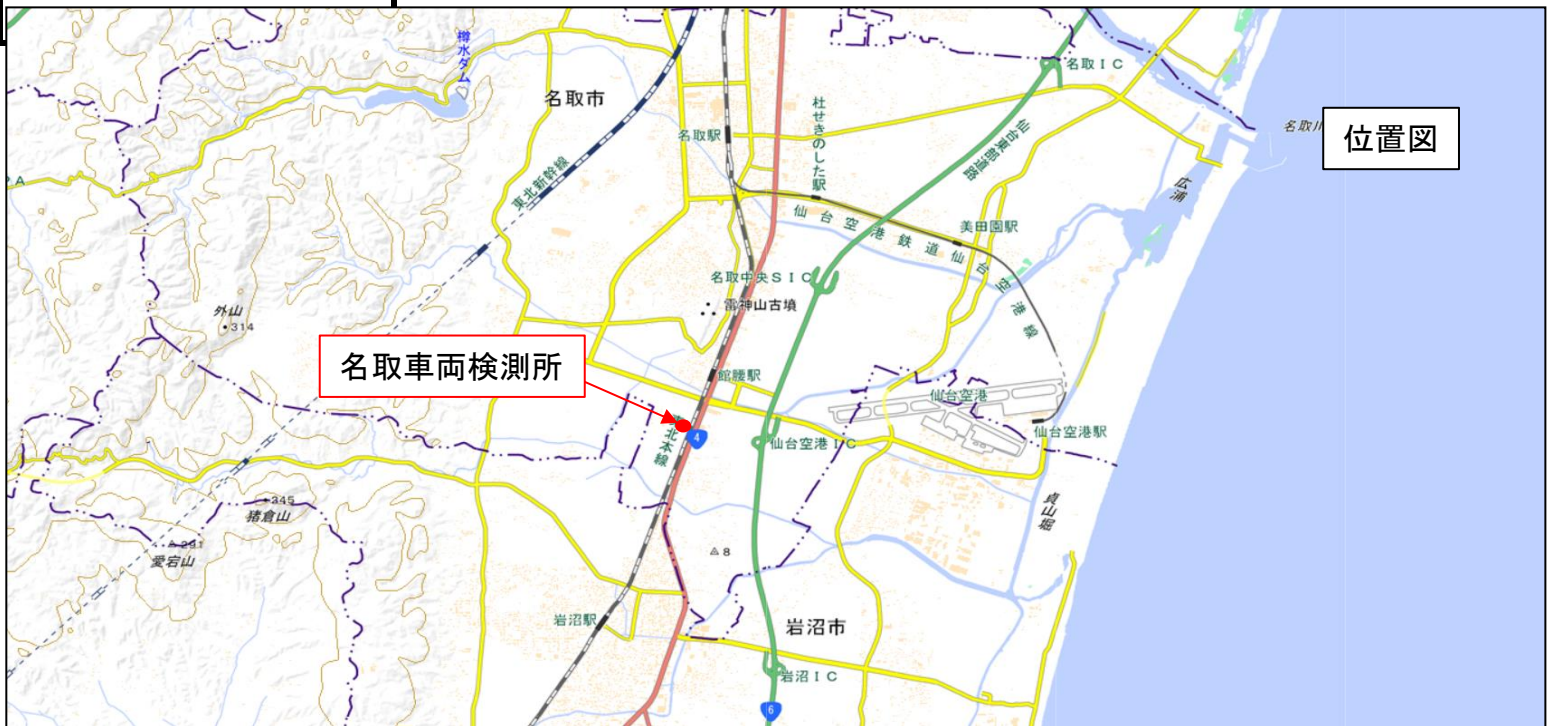 樽水ダム
名取市
名取IC
杜せきのした駅
名取駅
仙台東部道路
名取川
位置図
東北新幹線
広浦
仙台空港鉄道仙台空港線
美田園駅
名取中央SIC
雷神山古墳
外山
314
名取車両検測所
館腰駅
仙台空港
東北本線
4
仙台空港IC
仙台空港駅
345
猪倉山
貞山堀
291
愛宕山
8
岩沼駅
岩沼市
岩沼IC
6